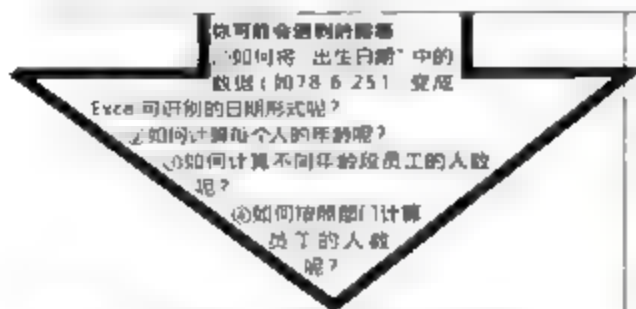 你可能会遇到的障碍
①如何将“出生日期”中的
数据(如78.6.25) 变成
Excel可识别的日期形式呢?
②如何计算每个人的年龄呢?
③如何计算不同年龄段员工的人数
呢?
④如何按照部门计算
员工的人数
呢?